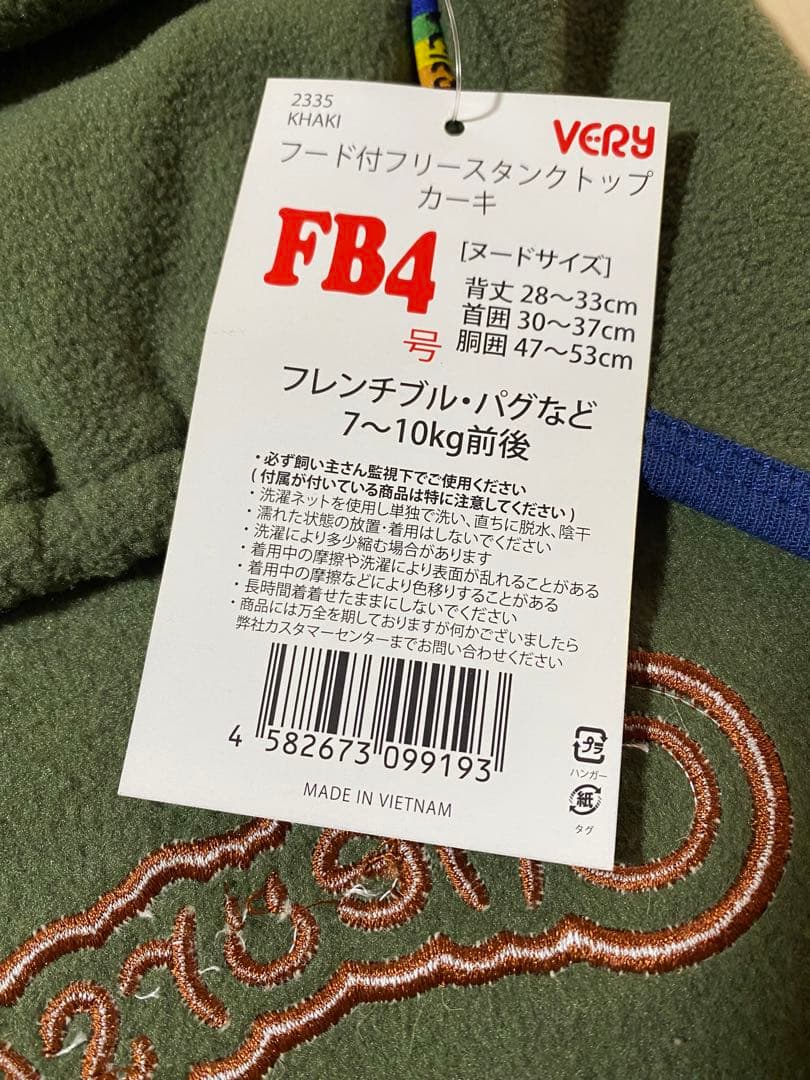 2335
KHAKI
VERY
フード付フリースタンクトップ
カーキ
FB4
号
[ヌードサイズ]
背丈 28〜33cm
首囲 30〜37cm
胴囲 47〜53cm
フレンチブル・パグなど
7〜10kg前後
・必ず飼い主さん監視下でご使用ください
(付属が付いている商品は特に注意してください)
・洗濯ネットを使用し単独で洗い、直ちに脱水、陰干
・濡れた状態の放置・着用はしないでください
・洗濯により多少縮む場合があります
・着用中の摩擦や洗濯により表面が乱れることがある
・着用中の摩擦などにより色移りすることがある
・長時間着着せたままにしないでください
・商品には万全を期しておりますが何かございましたら
弊社カスタマーセンターまでお問い合わせください
4 582673 099193
MADE IN VIETNAM
プラ
ハンガー
紙
タグ